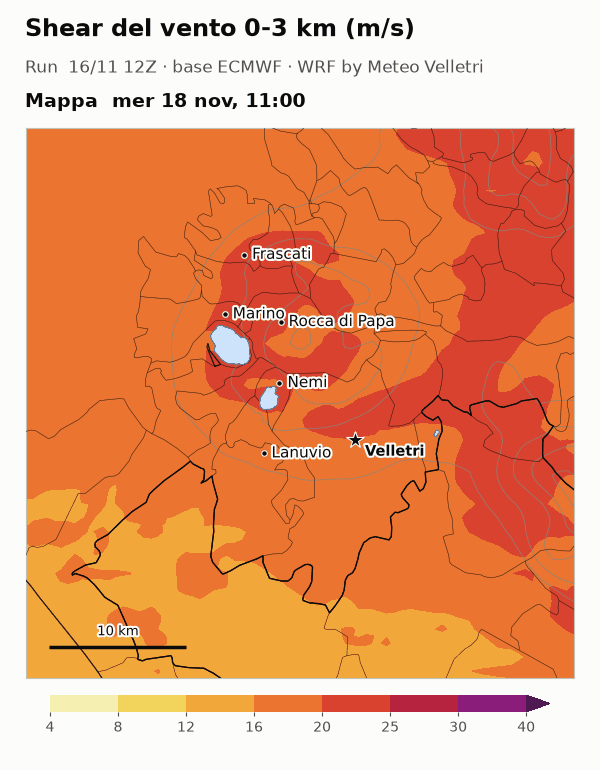 Shear del vento 0-3 km (m/s)
Run  16/11 12Z · base ECMWF · WRF by Meteo Velletri
Mappa  mer 18 nov, 11:00
Frascati
Marino
Rocca di Papa
Nemi
Velletri
Lanuvio
10 km
4 8 12 16 20 25 30 40